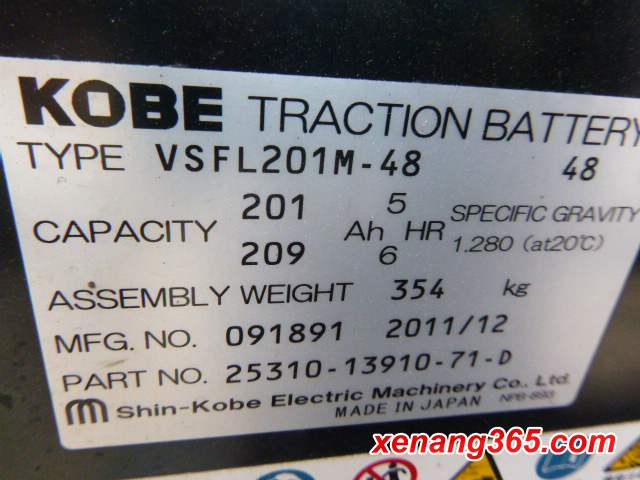 KOBE TRACTION BATTERY
TYPE VSFL201M-48 48
CAPACITY 201 Ah 5 HR SPECIFIC GRAVITY
209 6 1.280 (at20℃)
ASSEMBLY WEIGHT 354 kg
MFG. NO. 091891 2011/12
PART NO. 25310-13910-71-D
Shin-Kobe Electric Machinery Co., Ltd.
MADE IN JAPAN NPB-893
xenang365.com